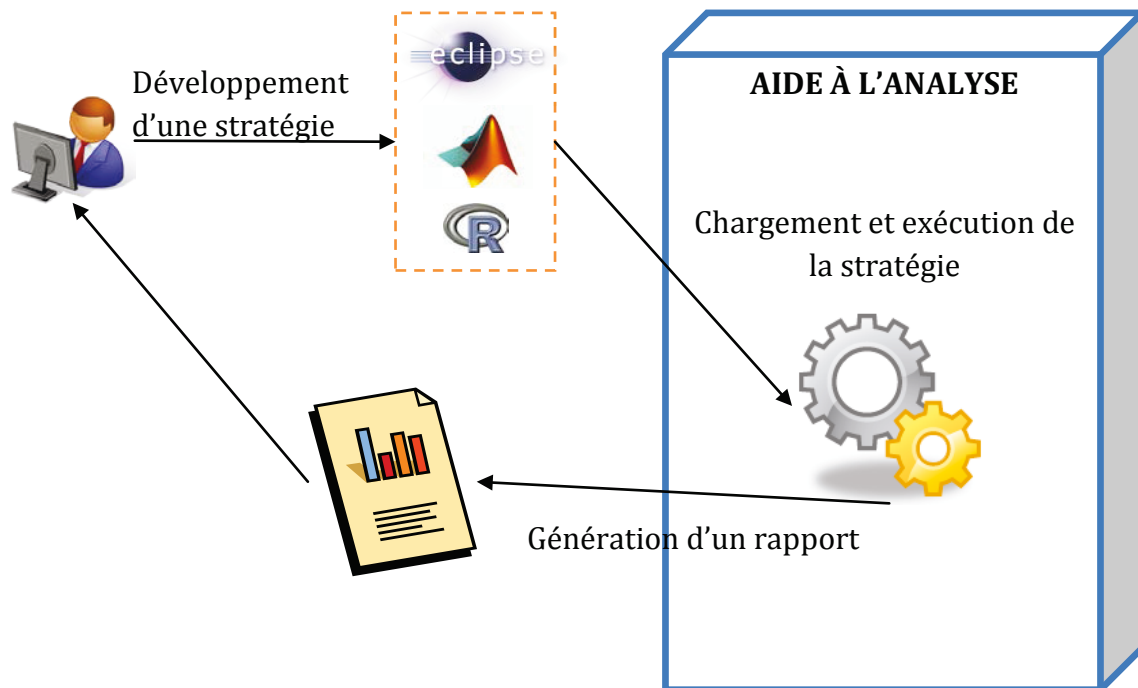 Développement
d’une stratégie
eclipse
R
AIDE À L’ANALYSE
Chargement et exécution de
la stratégie
Génération d’un rapport